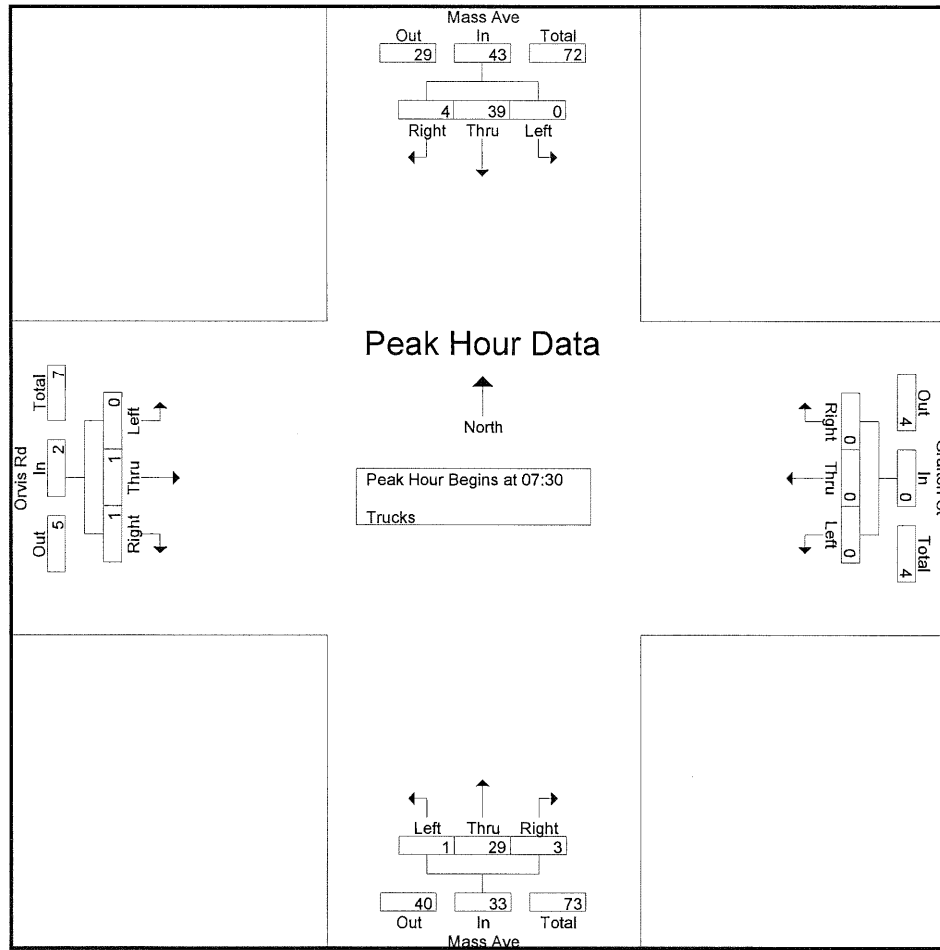 Mass Ave
Out In Total
29 43 72
4 39 0
Right Thru Left
Peak Hour Data
North
Peak Hour Begins at 07:30
Trucks
Orvis Rd
Total In Out
7 2 5
0 1 1
Left Thru Right
Right Thru Left
0 0 0
Out In Total
4 0 4
Left Thru Right
1 29 3
40 33 73
Out In Total
Mass Ave